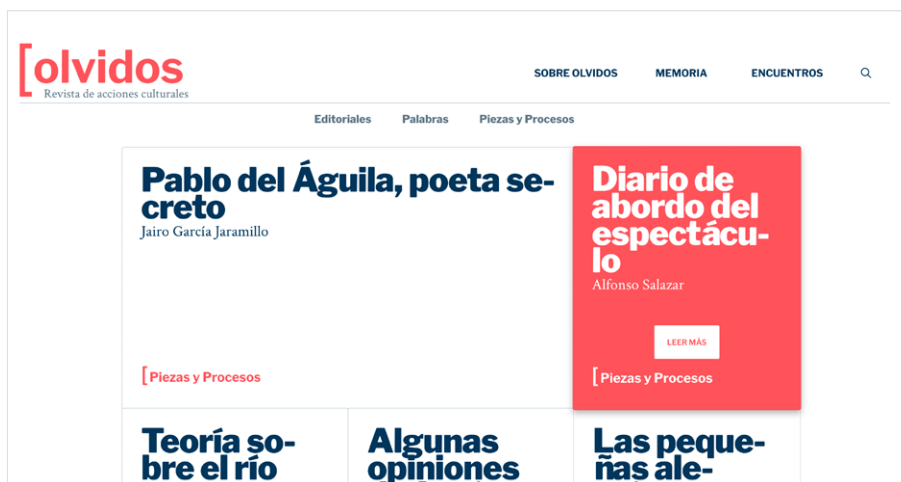 [olvidos
Revista de acciones culturales
SOBRE OLVIDOS MEMORIA ENCUENTROS
Editoriales Palabras Piezas y Procesos
Pablo del Águila, poeta se-
creto
Jairo García Jaramillo
[Piezas y Procesos
Diario de
abordo del
espectácu-
lo
Alfonso Salazar
LEER MÁS
[Piezas y Procesos
Teoría so-
bre el río
Algunas
opiniones
Las peque-
ñas ale-